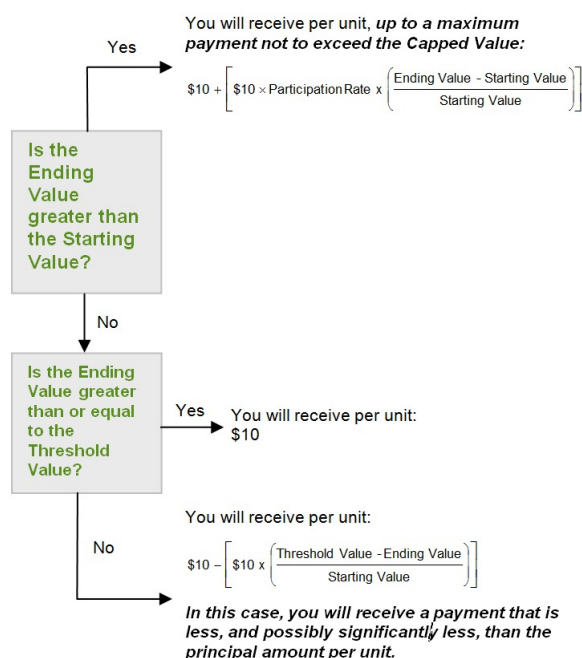 You will receive per unit, up to a maximum
Yes
payment not to exceed the Capped Value:
$10 + [$10 × Participation Rate x (Ending Value - Starting Value / Starting Value)]
Is the
Ending
Value
greater than
the Starting
Value?
No
Is the Ending
Value greater
than or equal
to the
Threshold
Value?
Yes
You will receive per unit:
$10
You will receive per unit:
No
$10 – [$10 x (Threshold Value - Ending Value / Starting Value)]
In this case, you will receive a payment that is
less, and possibly significantly less, than the
principal amount per unit.